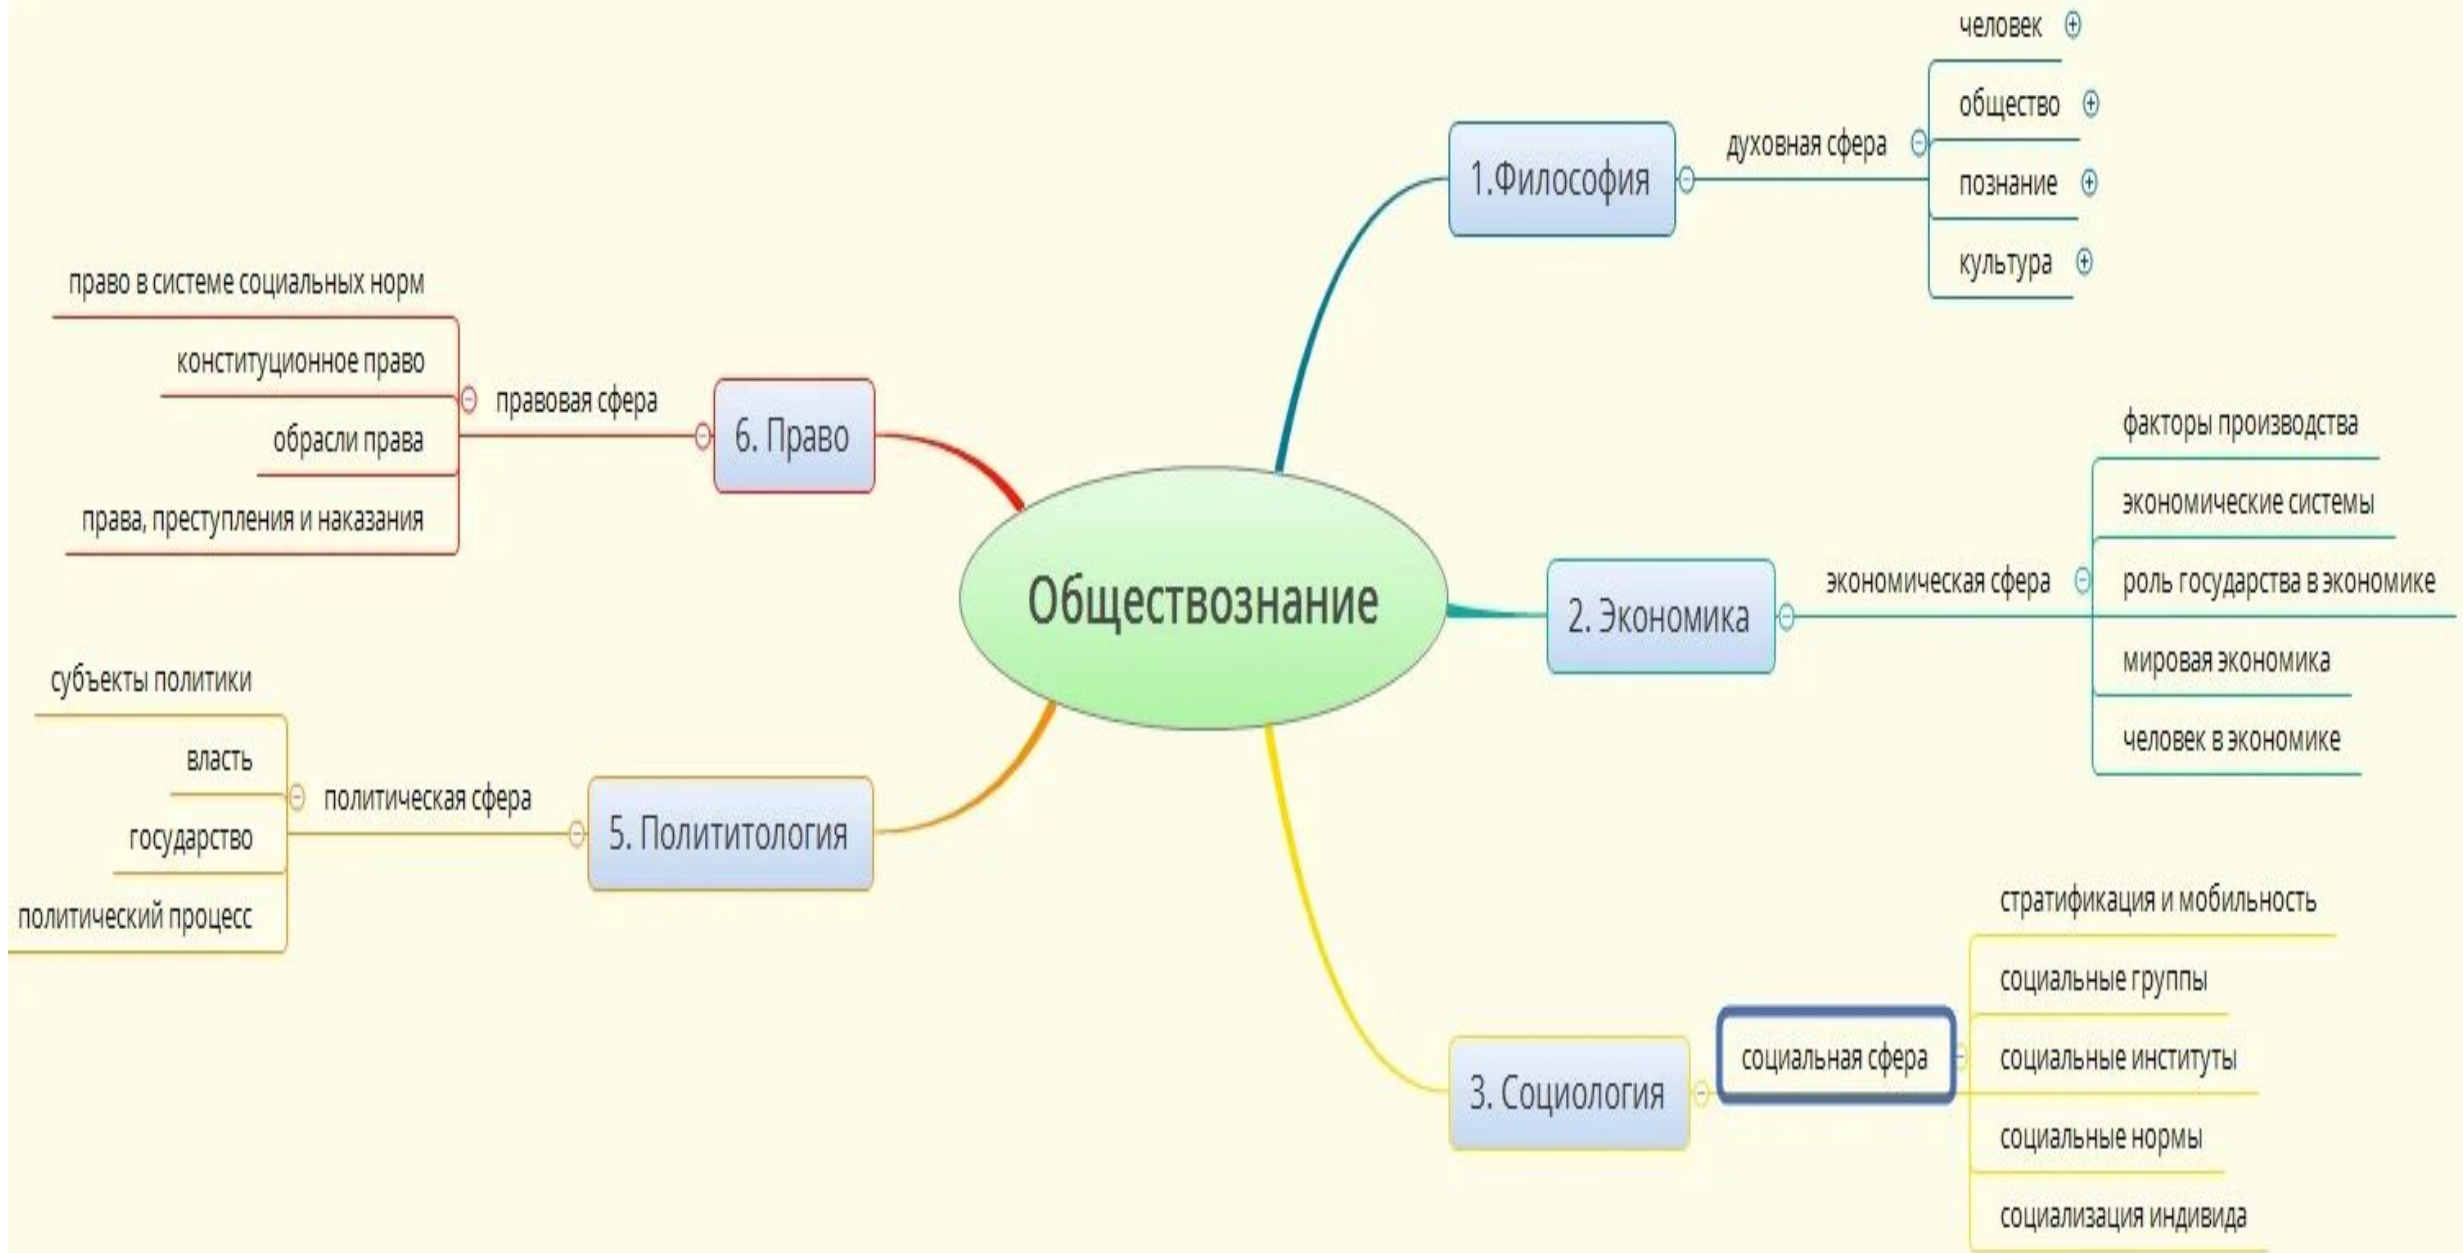 Обществознание
1.Философия
духовная сфера
человек
общество
познание
культура
2. Экономика
экономическая сфера
факторы производства
экономические системы
роль государства в экономике
мировая экономика
человек в экономике
3. Социология
социальная сфера
стратификация и мобильность
социальные группы
социальные институты
социальные нормы
социализация индивида
5. Полититология
политическая сфера
субъекты политики
власть
государство
политический процесс
6. Право
правовая сфера
право в системе социальных норм
конституционное право
обрасли права
права, преступления и наказания